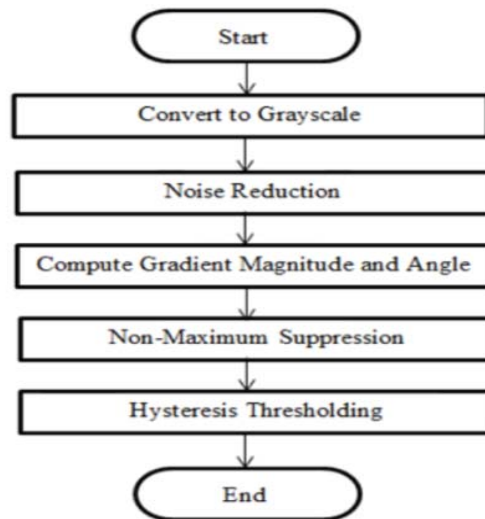 Start
Convert to Grayscale
Noise Reduction
Compute Gradient Magnitude and Angle
Non-Maximum Suppression
Hysteresis Thresholding
End